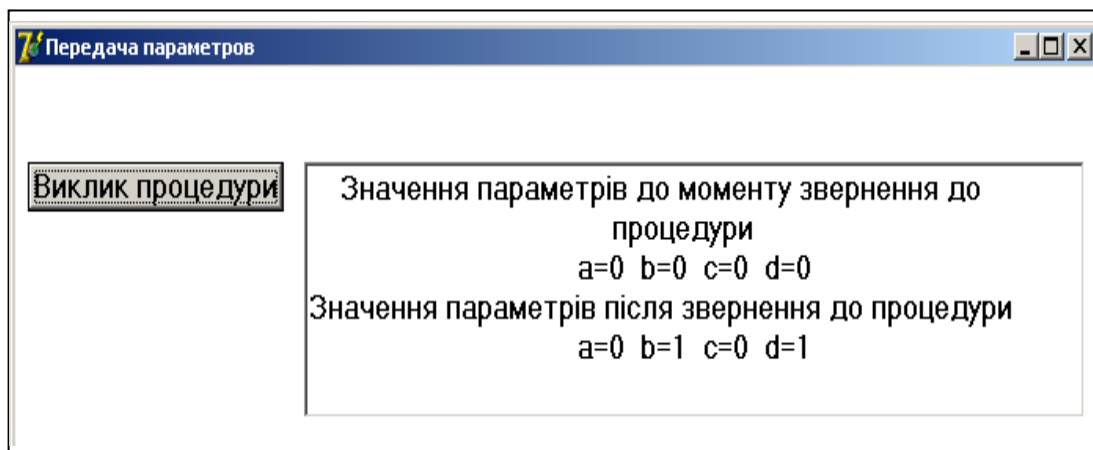 Передача параметров
Виклик процедури
Значення параметрів до моменту звернення до
процедури
a=0 b=0 c=0 d=0
Значення параметрів після звернення до процедури
a=0 b=1 c=0 d=1